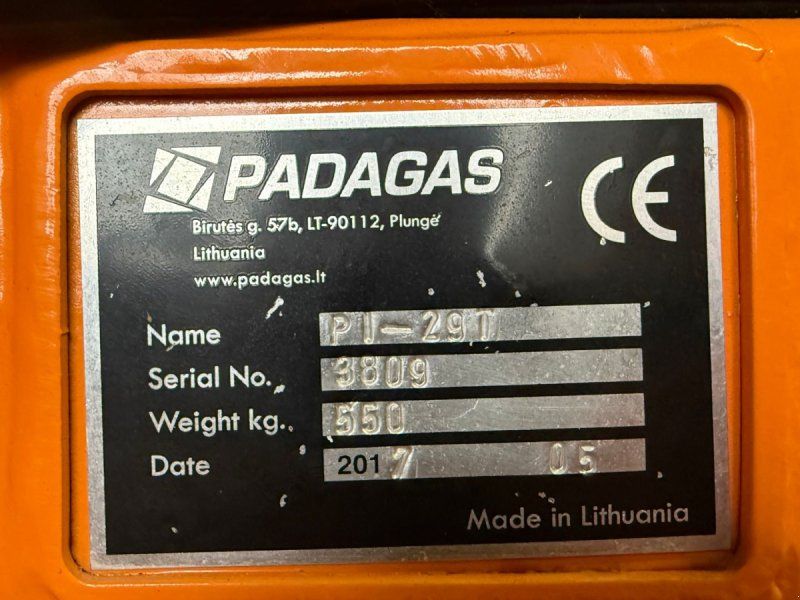 PADAGAS
CE
Birutės g. 57b, LT-90112, Plungė
Lithuania
www.padagas.lt
Name PI-29T
Serial No. 3809
Weight kg. 550
Date 2017 05
Made in Lithuania